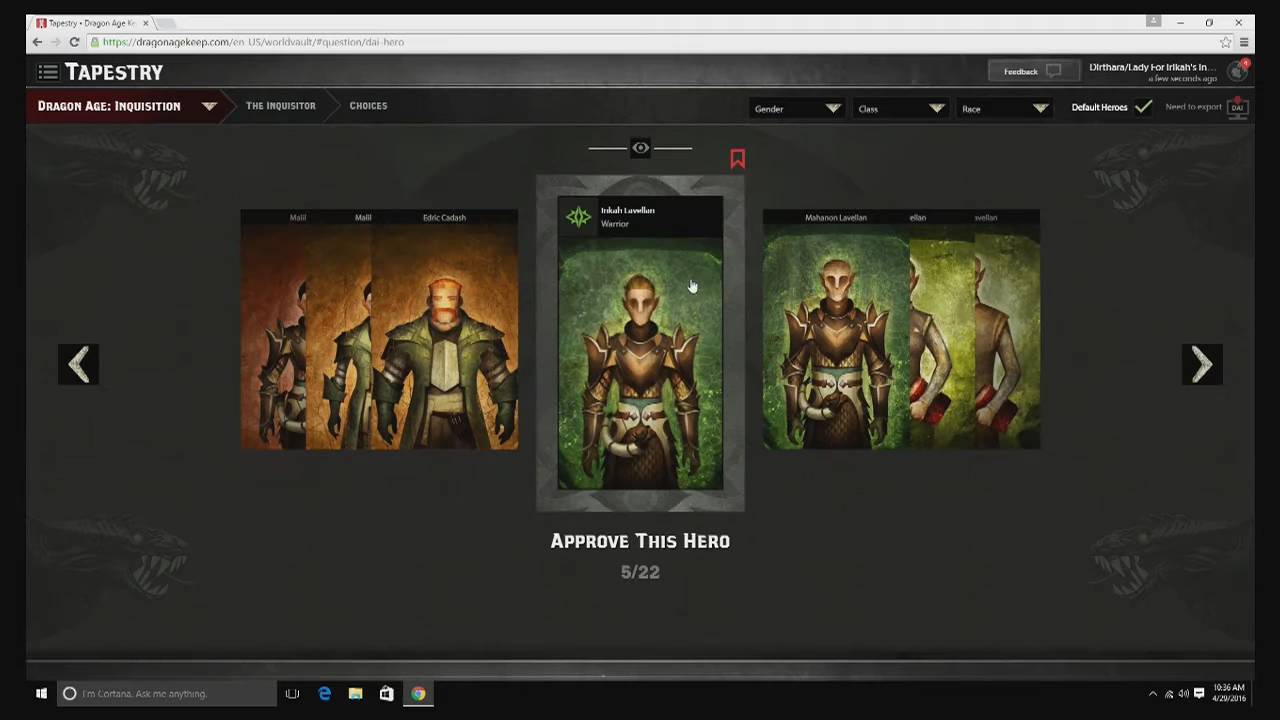 Tapestry • Dragon Age Ke
https://dragonagekeep.com/en_US/worldvault/#question/dai-hero
TAPESTRY
Feedback
Dirthara/Lady For Irikah's In...
a few seconds ago
4
DRAGON AGE: INQUISITION
THE INQUISITOR
CHOICES
Gender
Class
Race
Default Heroes
Need to export
DAI
Malil
Malil
Edric Cadash
Irikah Lavellan
Warrior
Mahanon Lavellan
ellan
avellan
APPROVE THIS HERO
5/22
I'm Cortana. Ask me anything.
10:36 AM
4/29/2016